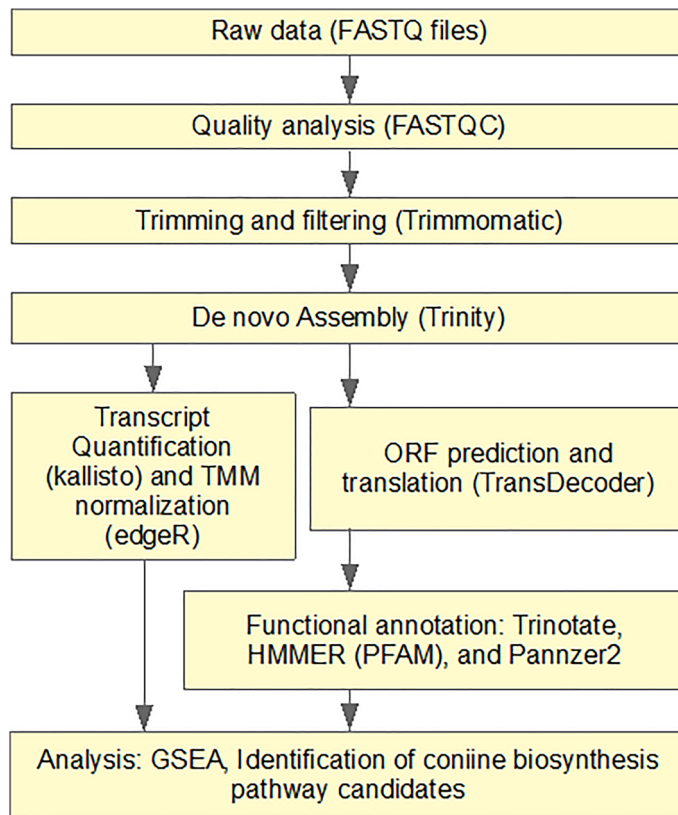 Raw data (FASTQ files)
Quality analysis (FASTQC)
Trimming and filtering (Trimmomatic)
De novo Assembly (Trinity)
Transcript
Quantification
(kallisto) and TMM
normalization
(edgeR)
ORF prediction and
translation (TransDecoder)
Functional annotation: Trinotate,
HMMER (PFAM), and Pannzer2
Analysis: GSEA, Identification of coniine biosynthesis
pathway candidates